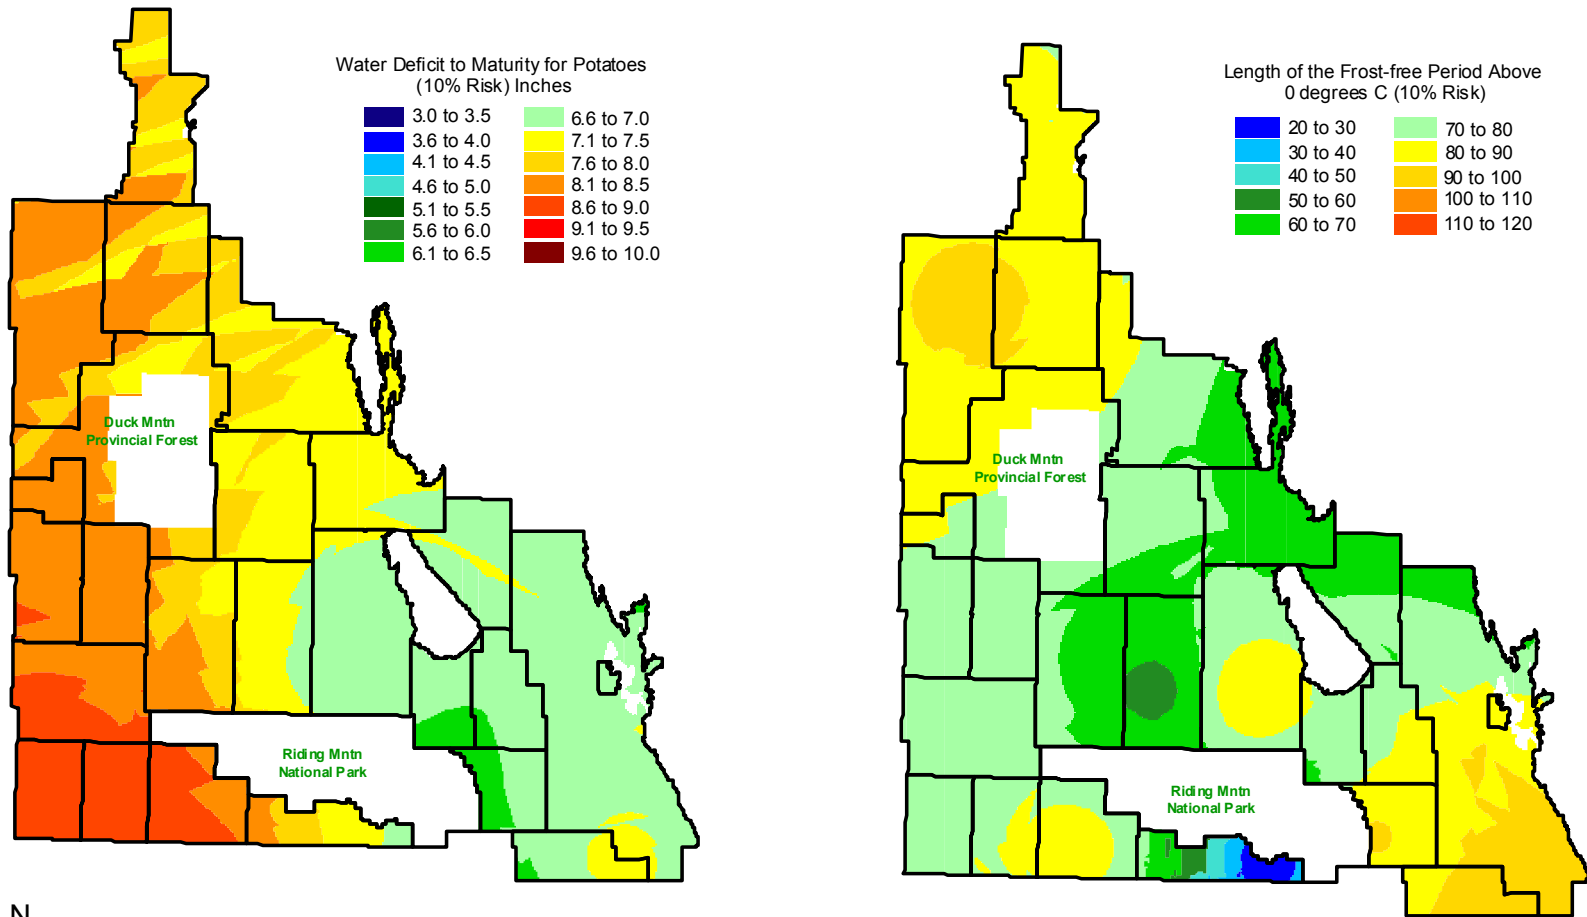 Water Deficit to Maturity for Potatoes
(10% Risk) Inches
3.0 to 3.5
3.6 to 4.0
4.1 to 4.5
4.6 to 5.0
5.1 to 5.5
5.6 to 6.0
6.1 to 6.5
6.6 to 7.0
7.1 to 7.5
7.6 to 8.0
8.1 to 8.5
8.6 to 9.0
9.1 to 9.5
9.6 to 10.0
Duck Mntn
Provincial Forest
Riding Mntn
National Park
N
Length of the Frost-free Period Above
0 degrees C (10% Risk)
20 to 30
30 to 40
40 to 50
50 to 60
60 to 70
70 to 80
80 to 90
90 to 100
100 to 110
110 to 120
Duck Mntn
Provincial Forest
Riding Mntn
National Park